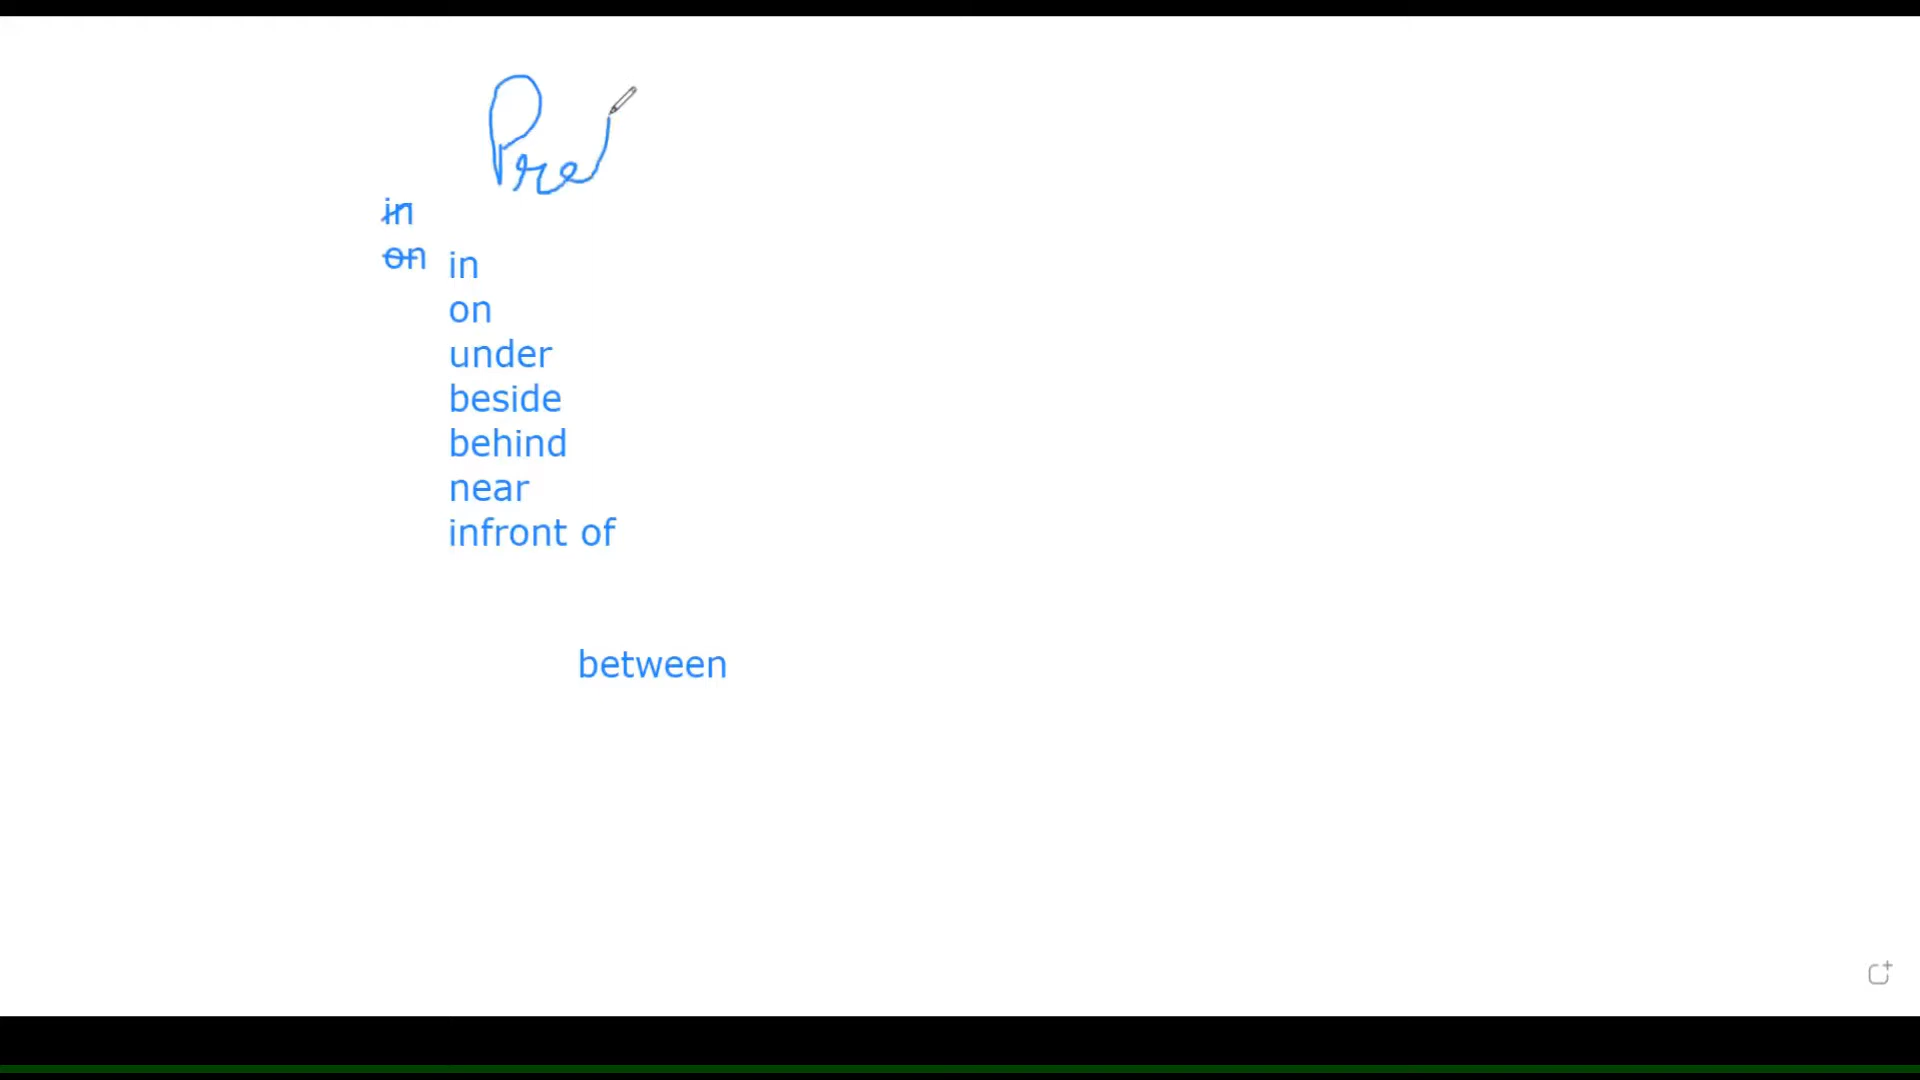 Pre
in
on
in
on
under
beside
behind
near
infront of
between